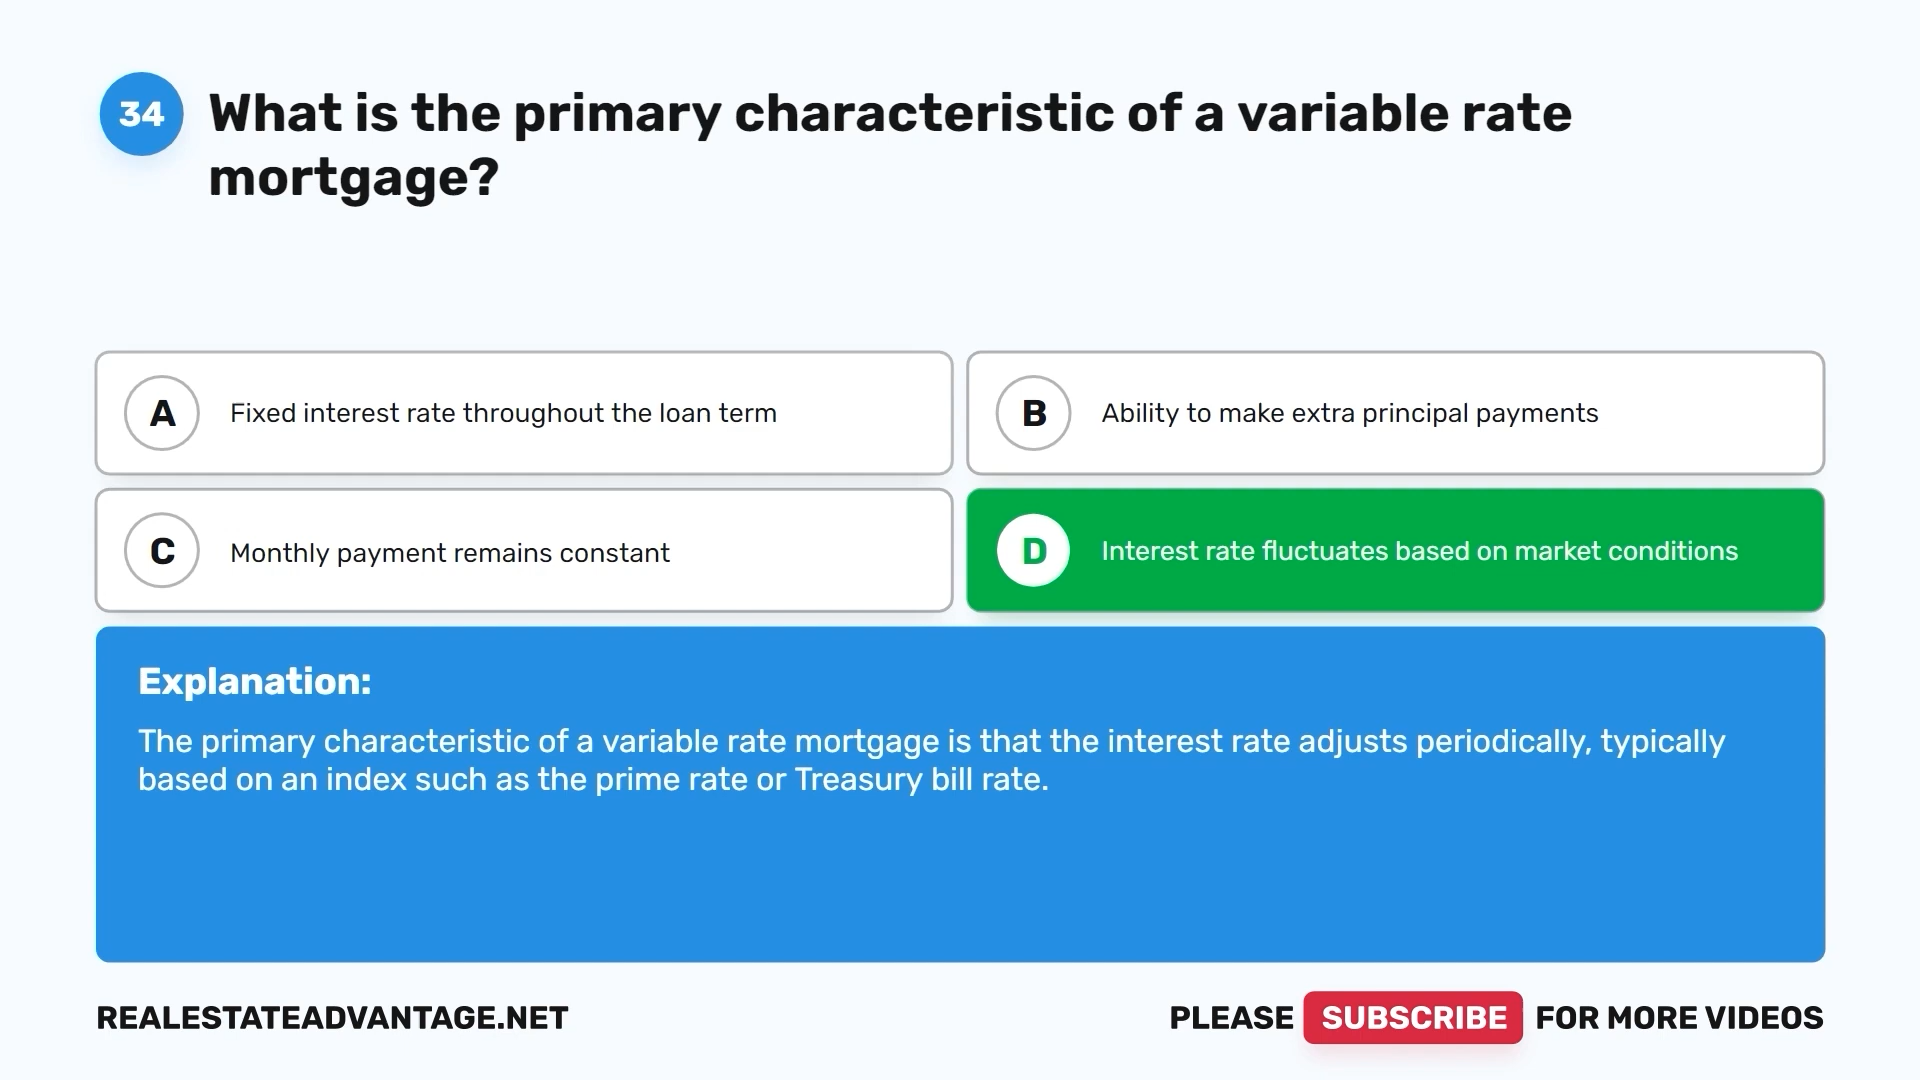 34
What is the primary characteristic of a variable rate
mortgage?
A
Fixed interest rate throughout the loan term
B
Ability to make extra principal payments
C
Monthly payment remains constant
D
Interest rate fluctuates based on market conditions
Explanation:
The primary characteristic of a variable rate mortgage is that the interest rate adjusts periodically, typically
based on an index such as the prime rate or Treasury bill rate.
REALESTATEADVANTAGE.NET
PLEASE SUBSCRIBE FOR MORE VIDEOS